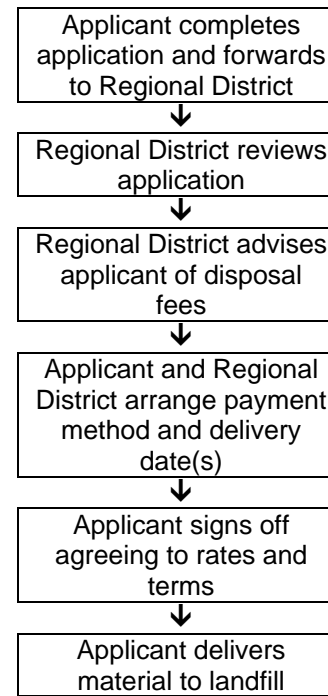 Applicant completes
application and forwards
to Regional District
Regional District reviews
application
Regional District advises
applicant of disposal
fees
Applicant and Regional
District arrange payment
method and delivery
date(s)
Applicant signs off
agreeing to rates and
terms
Applicant delivers
material to landfill